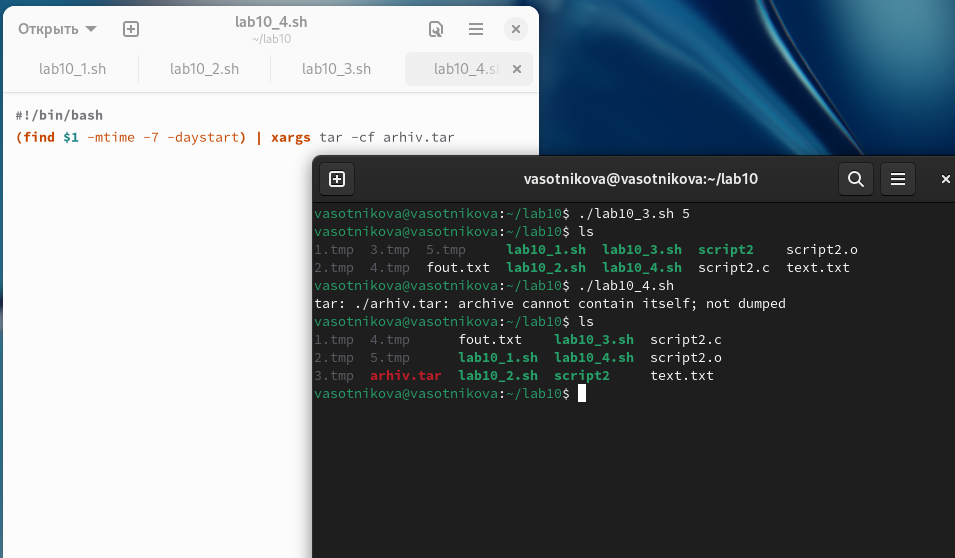 Открыть
lab10_4.sh
~/lab10
lab10_1.sh lab10_2.sh lab10_3.sh lab10_4.sh
#!/bin/bash
(find $1 -mtime -7 -daystart) | xargs tar -cf arhiv.tar
vasotnikova@vasotnikova:~/lab10
vasotnikova@vasotnikova:~/lab10$ ./lab10_3.sh 5
vasotnikova@vasotnikova:~/lab10$ ls
1.tmp 3.tmp 5.tmp lab10_1.sh lab10_3.sh script2 script2.o
2.tmp 4.tmp fout.txt lab10_2.sh lab10_4.sh script2.c text.txt
vasotnikova@vasotnikova:~/lab10$ ./lab10_4.sh
tar: ./arhiv.tar: archive cannot contain itself; not dumped
vasotnikova@vasotnikova:~/lab10$ ls
1.tmp 4.tmp fout.txt lab10_3.sh script2.c
2.tmp 5.tmp lab10_1.sh lab10_4.sh script2.o
3.tmp arhiv.tar lab10_2.sh script2 text.txt
vasotnikova@vasotnikova:~/lab10$